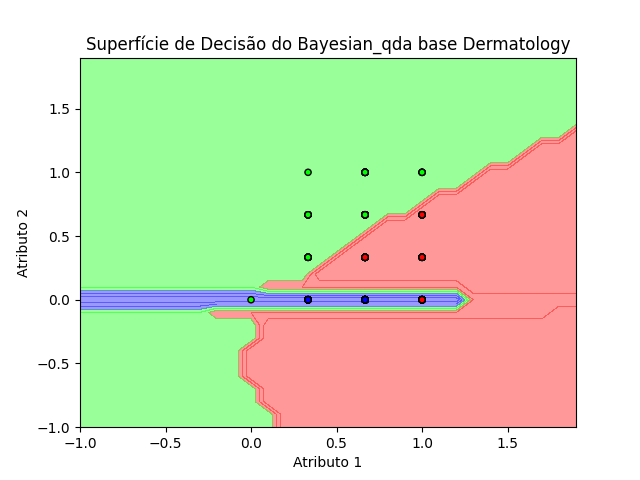 Superfície de Decisão do Bayesian_qda base Dermatology
1.5
1.0
0.5
0.0
−0.5
−1.0
−1.0 −0.5 0.0 0.5 1.0 1.5
Atributo 2
Atributo 1